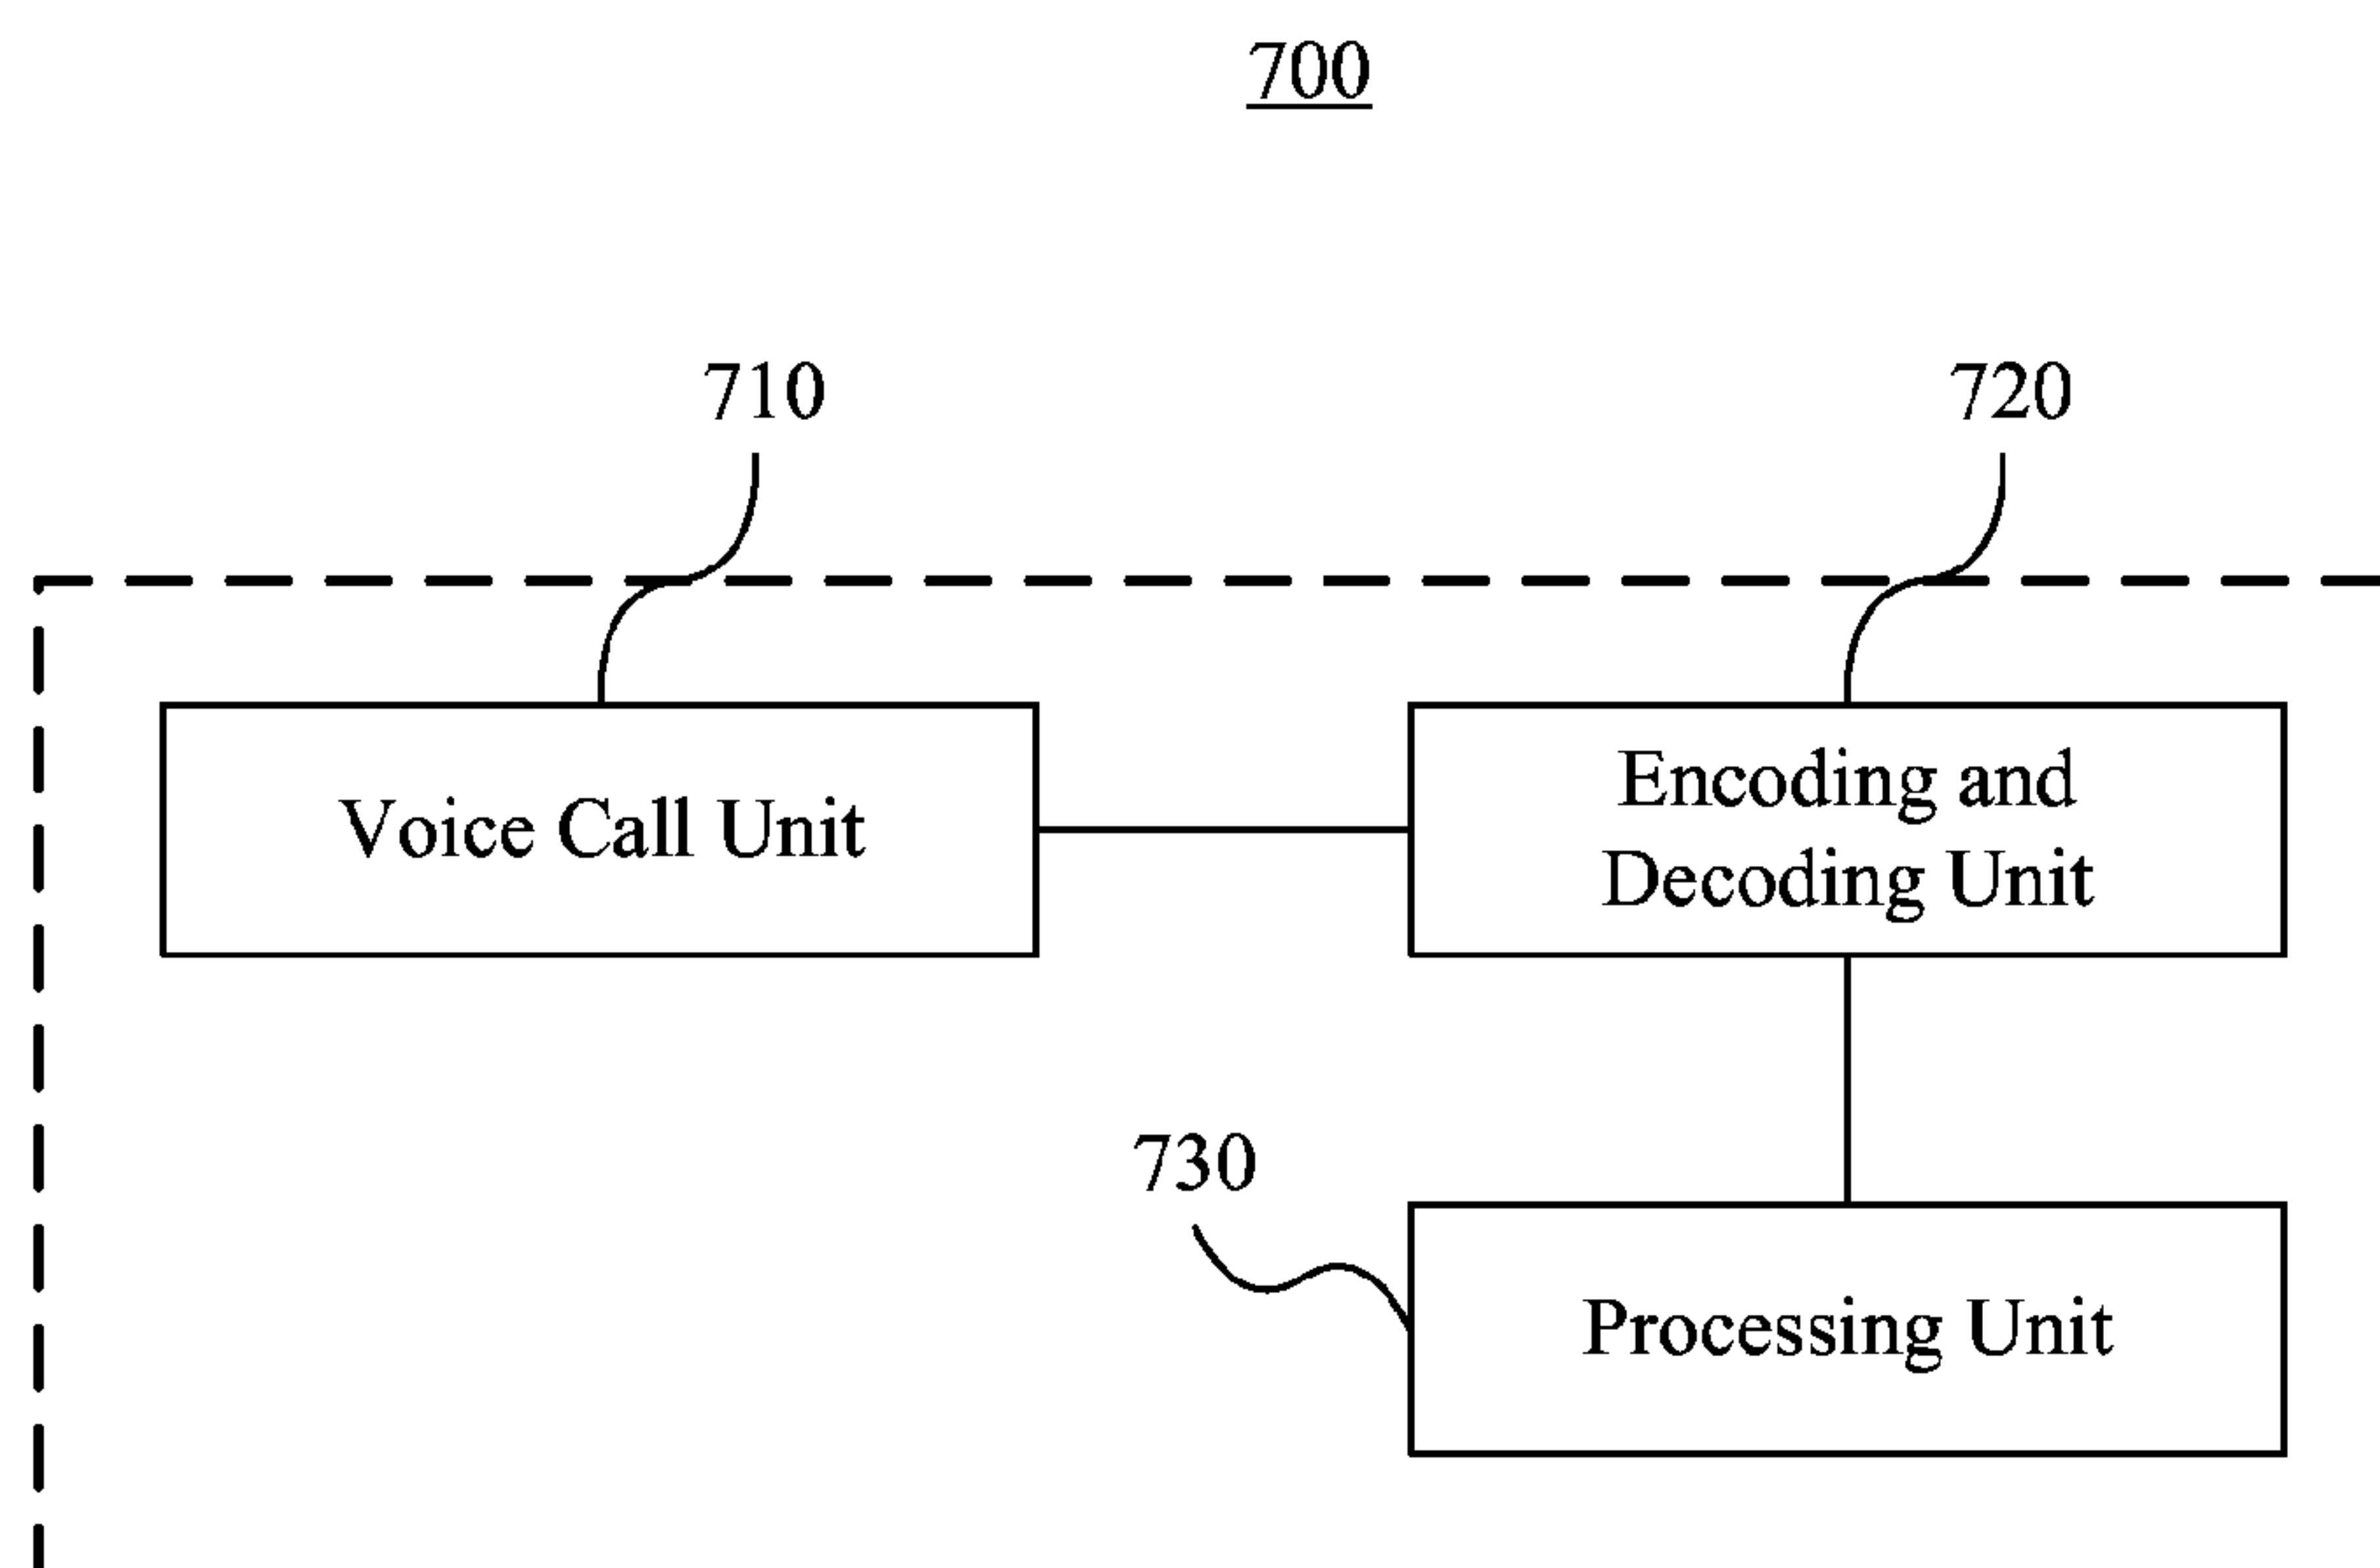 700
710
720
Voice Call Unit
Encoding and
Decoding Unit
730
Processing Unit